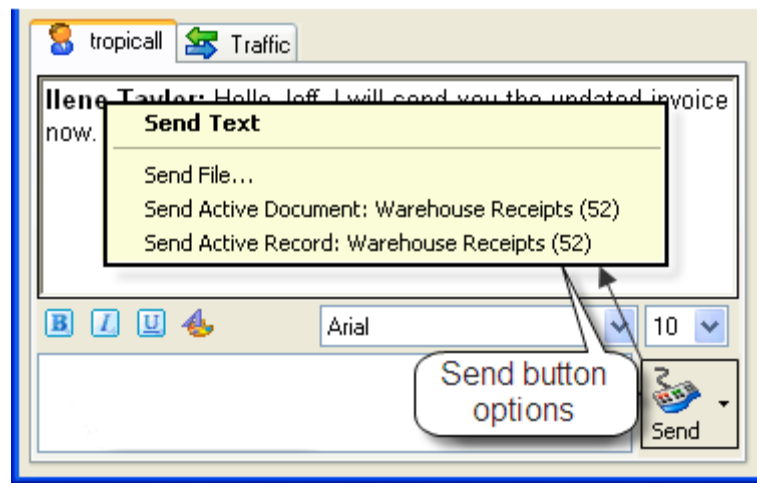 tropicall Traffic
Ilene Taylor: Hello Jeff, I will send you the updated invoice
now.
Send Text
Send File...
Send Active Document: Warehouse Receipts (52)
Send Active Record: Warehouse Receipts (52)
B I U A Arial 10
Send button
options
Send